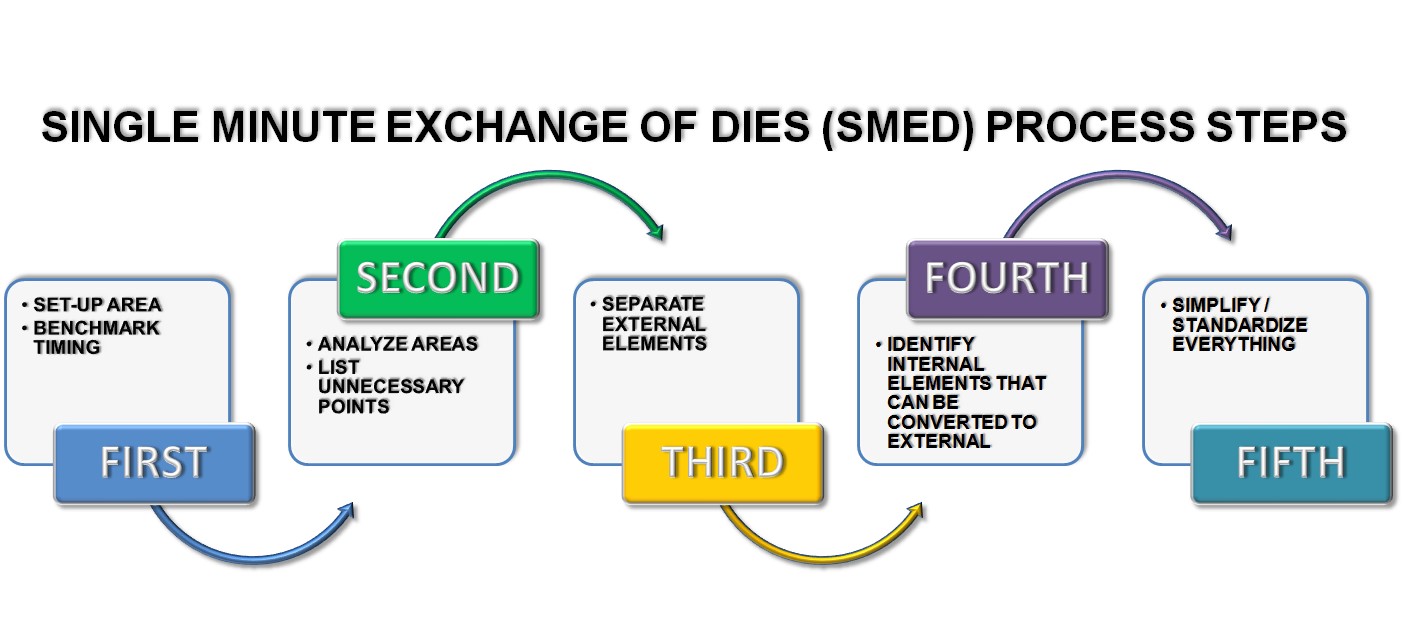 SINGLE MINUTE EXCHANGE OF DIES (SMED) PROCESS STEPS
• SET-UP AREA
• BENCHMARK
TIMING
FIRST
SECOND
• ANALYZE AREAS
• LIST
UNNECESSARY
POINTS
• SEPARATE
EXTERNAL
ELEMENTS
THIRD
FOURTH
• IDENTIFY
INTERNAL
ELEMENTS THAT
CAN BE
CONVERTED TO
EXTERNAL
• SIMPLIFY /
STANDARDIZE
EVERYTHING
FIFTH